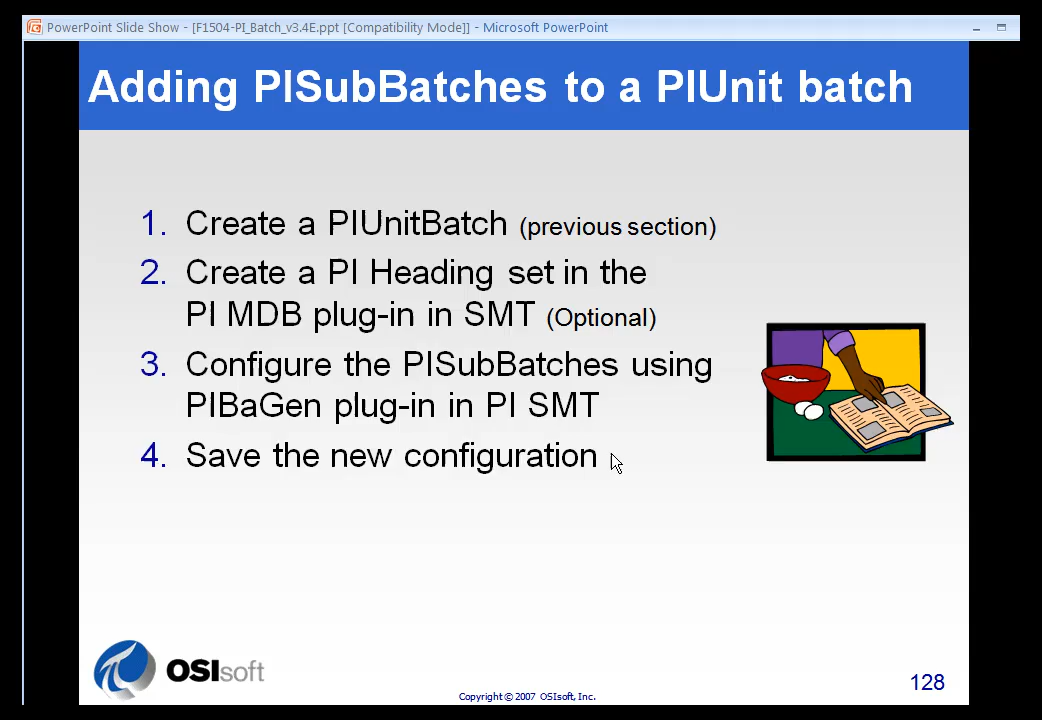 PowerPoint Slide Show - [F1504-PI_Batch_v3.4E.ppt [Compatibility Mode]] - Microsoft PowerPoint
Adding PISubBatches to a PIUnit batch
1. Create a PIUnitBatch (previous section)
2. Create a PI Heading set in the
PI MDB plug-in in SMT (Optional)
3. Configure the PISubBatches using
PIBaGen plug-in in PI SMT
4. Save the new configuration
OSIsoft
Copyright © 2007 OSIsoft, Inc.
128